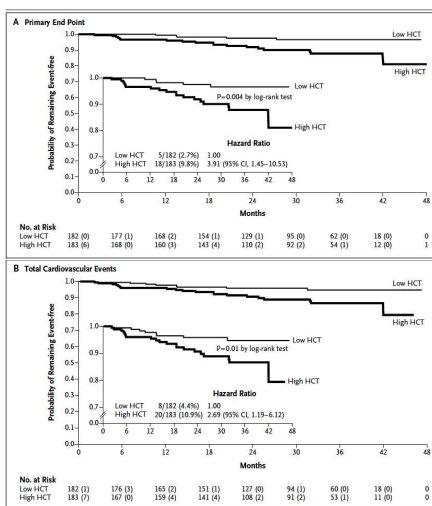 A Primary End Point
Probability of Remaining Event-free
1.0
0.9
0.8
0.7
0.6
0.5
0.4
0.3
0.2
0.1
0.0
Low HCT
High HCT
1.0
0.9
0.8
0.7
0.0
Low HCT
P=0.004 by log-rank test
High HCT
Hazard Ratio
Low HCT 5/182 (2.7%) 1.00
High HCT 18/183 (9.8%) 3.91 (95% CI, 1.45–10.53)
0 6 12 18 24 30 36 42 48
0 6 12 18 24 30 36 42 48
Months
No. at Risk
Low HCT 182 (0) 177 (1) 168 (2) 154 (1) 129 (1) 95 (0) 62 (0) 18 (0) 0
High HCT 183 (6) 168 (0) 160 (3) 143 (4) 110 (2) 92 (2) 54 (1) 12 (0) 1
B Total Cardiovascular Events
Probability of Remaining Event-free
1.0
0.9
0.8
0.7
0.6
0.5
0.4
0.3
0.2
0.1
0.0
Low HCT
High HCT
1.0
0.9
0.8
0.7
0.0
Low HCT
P=0.01 by log-rank test
High HCT
Hazard Ratio
Low HCT 8/182 (4.4%) 1.00
High HCT 20/183 (10.9%) 2.69 (95% CI, 1.19–6.12)
0 6 12 18 24 30 36 42 48
0 6 12 18 24 30 36 42 48
Months
No. at Risk
Low HCT 182 (1) 176 (3) 165 (2) 151 (1) 127 (0) 94 (1) 60 (0) 18 (0) 0
High HCT 183 (7) 167 (0) 159 (4) 141 (4) 108 (2) 91 (2) 53 (1) 11 (0) 0